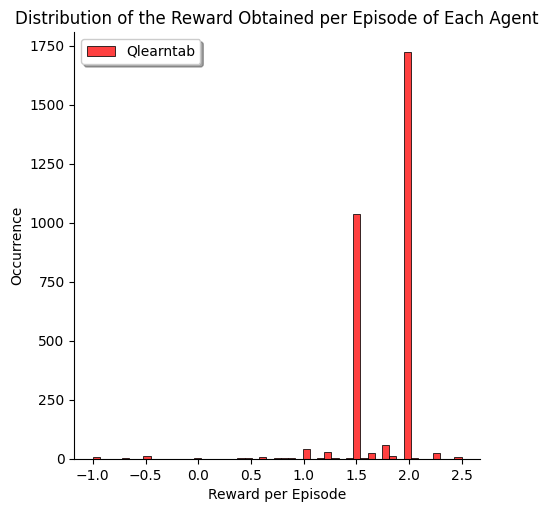 Distribution of the Reward Obtained per Episode of Each Agent
Qlearntab
1750
1500
1250
1000
750
500
250
0
Occurrence
−1.0 −0.5 0.0 0.5 1.0 1.5 2.0 2.5
Reward per Episode